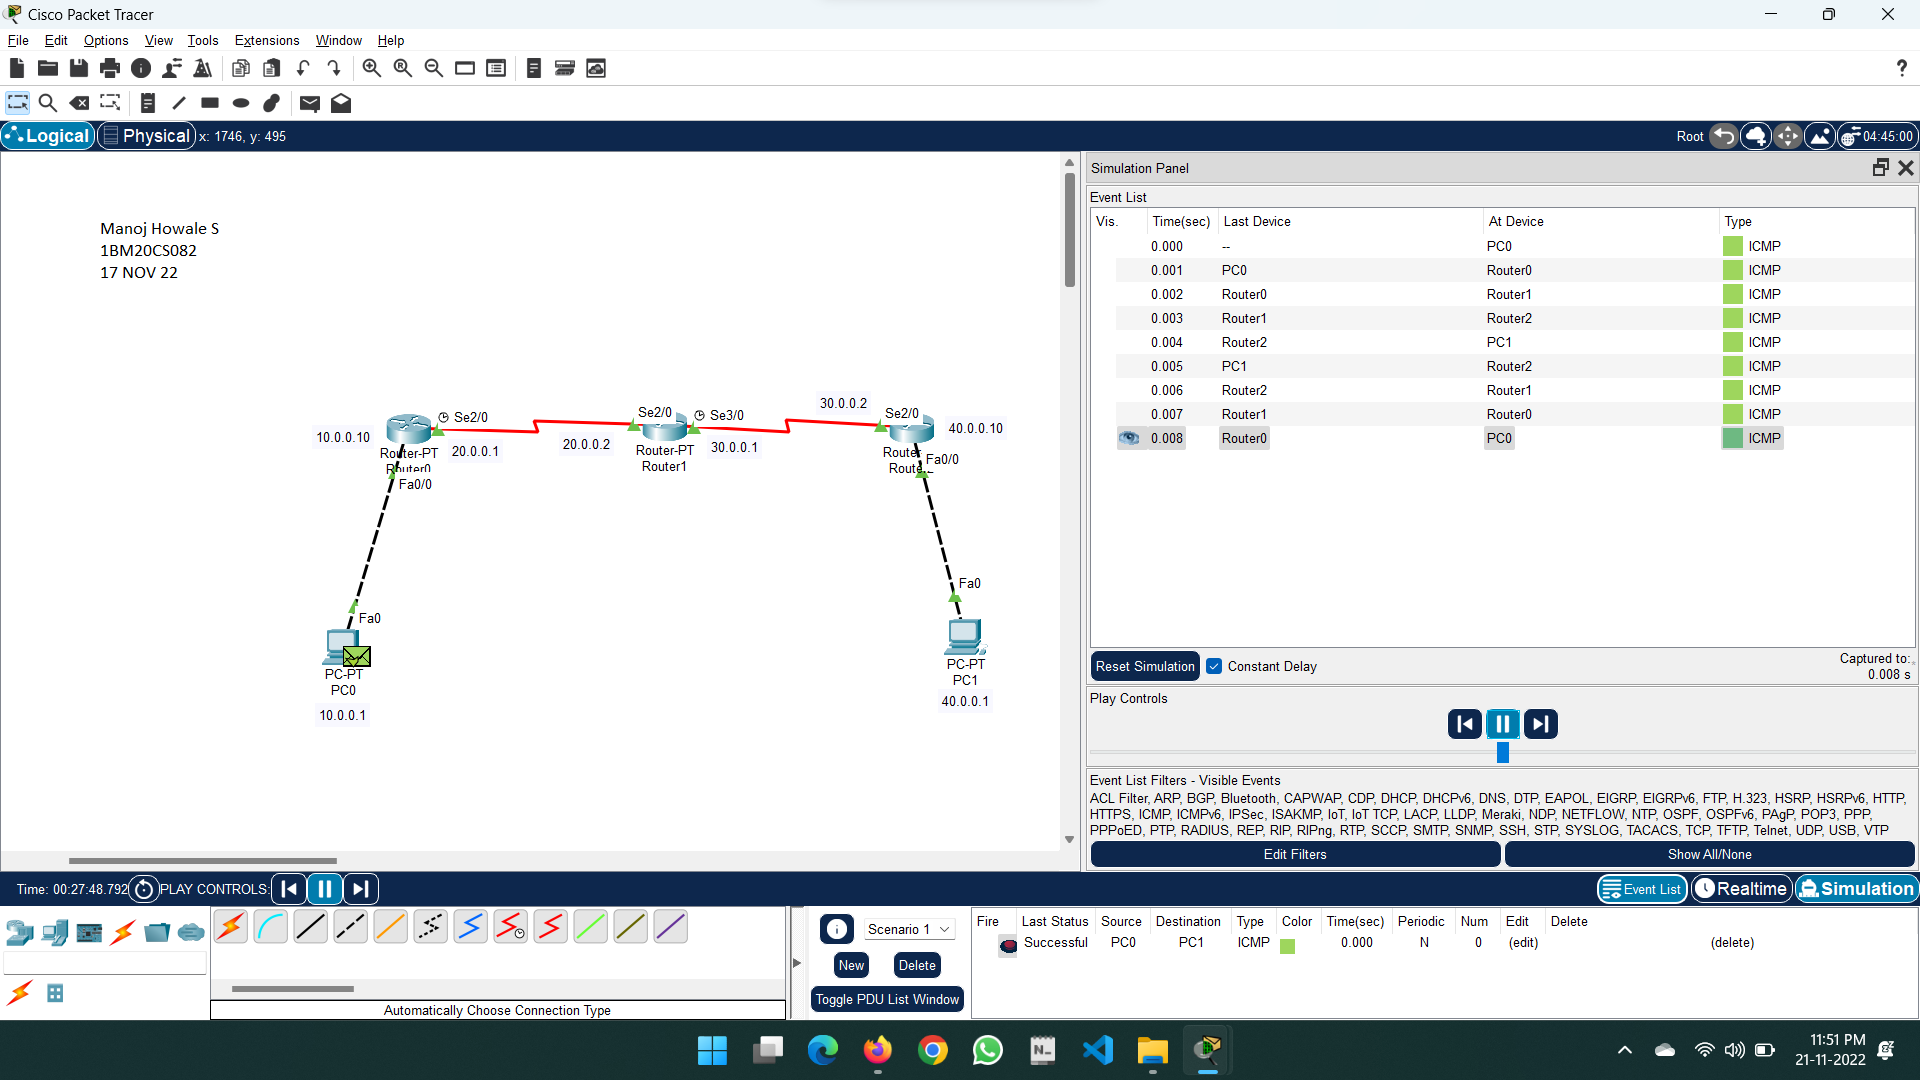 Cisco Packet Tracer
File Edit Options View Tools Extensions Window Help
?
Logical Physical x: 1746, y: 495 Root 04:45:00
Manoj Howale S
1BM20CS082
17 NOV 22
10.0.0.10
Se2/0
Router-PT
Router0
Fa0/0
20.0.0.1
20.0.0.2
Se2/0
Se3/0
Router-PT
Router1
30.0.0.1
30.0.0.2
Se2/0
40.0.0.10
Fa0/0
Fa0
PC-PT
PC0
10.0.0.1
Fa0
PC-PT
PC1
40.0.0.1
Simulation Panel
Event List
Vis. Time(sec) Last Device At Device Type
0.000 -- PC0 ICMP
0.001 PC0 Router0 ICMP
0.002 Router0 Router1 ICMP
0.003 Router1 Router2 ICMP
0.004 Router2 PC1 ICMP
0.005 PC1 Router2 ICMP
0.006 Router2 Router1 ICMP
0.007 Router1 Router0 ICMP
0.008 Router0 PC0 ICMP
Reset Simulation Constant Delay
Captured to:
0.008 s
Play Controls
Event List Filters - Visible Events
ACL Filter, ARP, BGP, Bluetooth, CAPWAP, CDP, DHCP, DHCPv6, DNS, DTP, EAPOL, EIGRP, EIGRPv6, FTP, H.323, HSRP, HSRPv6, HTTP,
HTTPS, ICMP, ICMPv6, IPSec, ISAKMP, IoT, IoT TCP, LACP, LLDP, Meraki, NDP, NETFLOW, NTP, OSPF, OSPFv6, PAgP, POP3, PPP,
PPPoED, PTP, RADIUS, REP, RIP, RIPng, RTP, SCCP, SMTP, SNMP, SSH, STP, SYSLOG, TACACS, TCP, TFTP, Telnet, UDP, USB, VTP
Edit Filters Show All/None
Time: 00:27:48.792 PLAY CONTROLS: Event List Realtime Simulation
Automatically Choose Connection Type
Scenario 1
New Delete
Toggle PDU List Window
Fire Last Status Source Destination Type Color Time(sec) Periodic Num Edit Delete
Successful PC0 PC1 ICMP 0.000 N 0 (edit) (delete)
11:51 PM
21-11-2022